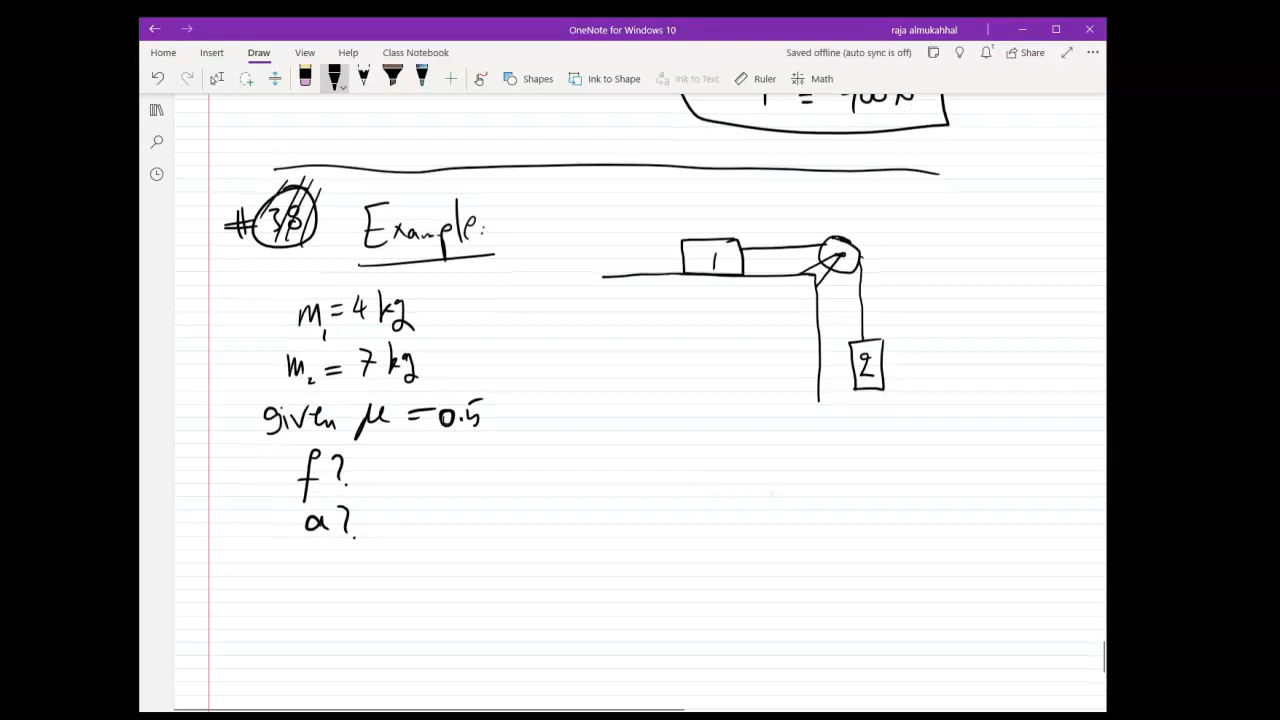 OneNote for Windows 10
raja almukahhal
Home Insert Draw View Help Class Notebook
Saved offline (auto sync is off)
Share
Shapes Ink to Shape Ink to Text Ruler Math
= 400 N
#38 Example:
1
m₁ = 4 kg
m₂ = 7 kg
2
given μ = 0.5
f?
a?